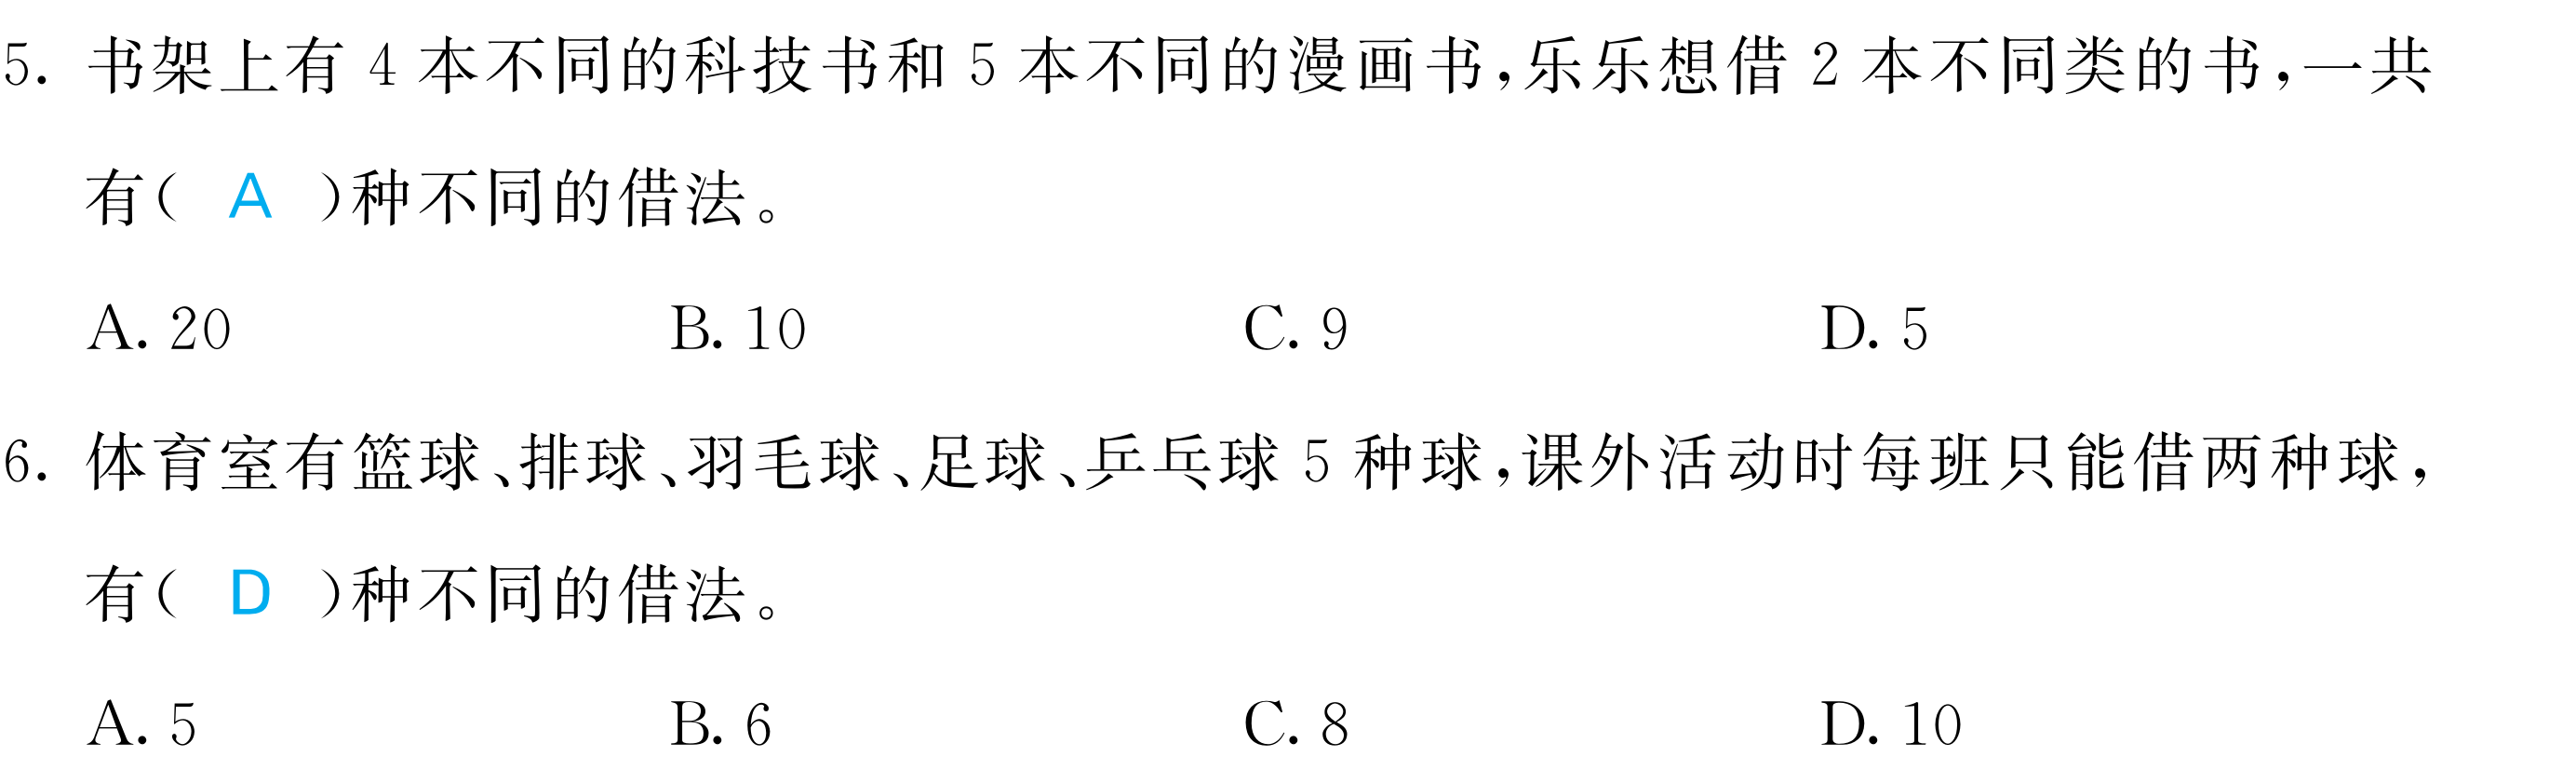 5. 书架上有 4 本不同的科技书和 5 本不同的漫画书,乐乐想借 2 本不同类的书,一共
有( A )种不同的借法。
A. 20 B. 10 C. 9 D. 5
6. 体育室有篮球、排球、羽毛球、足球、乒乓球 5 种球,课外活动时每班只能借两种球,
有( D )种不同的借法。
A. 5 B. 6 C. 8 D. 10